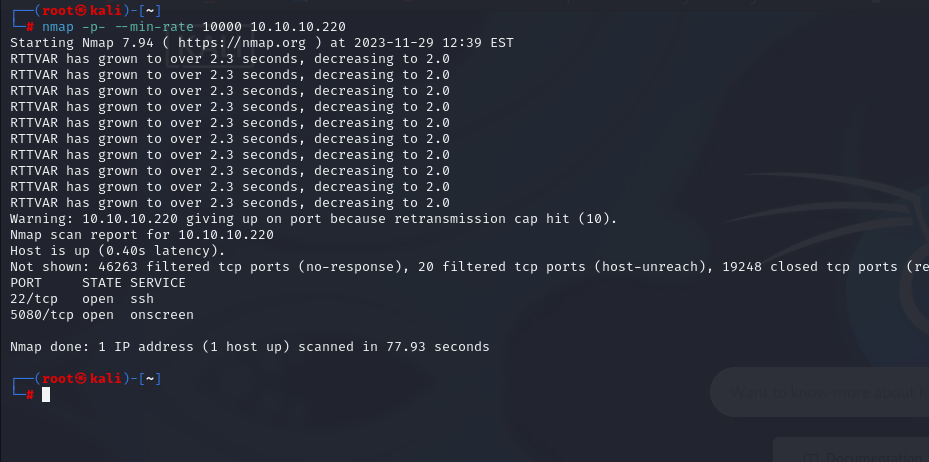 ┌──(root㉿kali)-[~]
└─# nmap -p- --min-rate 10000 10.10.10.220
Starting Nmap 7.94 ( https://nmap.org ) at 2023-11-29 12:39 EST
RTTVAR has grown to over 2.3 seconds, decreasing to 2.0
RTTVAR has grown to over 2.3 seconds, decreasing to 2.0
RTTVAR has grown to over 2.3 seconds, decreasing to 2.0
RTTVAR has grown to over 2.3 seconds, decreasing to 2.0
RTTVAR has grown to over 2.3 seconds, decreasing to 2.0
RTTVAR has grown to over 2.3 seconds, decreasing to 2.0
RTTVAR has grown to over 2.3 seconds, decreasing to 2.0
RTTVAR has grown to over 2.3 seconds, decreasing to 2.0
RTTVAR has grown to over 2.3 seconds, decreasing to 2.0
RTTVAR has grown to over 2.3 seconds, decreasing to 2.0
Warning: 10.10.10.220 giving up on port because retransmission cap hit (10).
Nmap scan report for 10.10.10.220
Host is up (0.40s latency).
Not shown: 46263 filtered tcp ports (no-response), 20 filtered tcp ports (host-unreach), 19248 closed tcp ports (re
PORT     STATE SERVICE
22/tcp   open  ssh
5080/tcp open  onscreen
Nmap done: 1 IP address (1 host up) scanned in 77.93 seconds
┌──(root㉿kali)-[~]
└─#
Want to know more about
Documentation